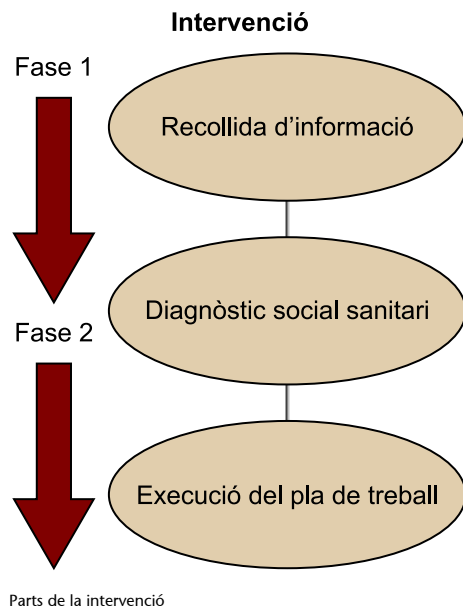 Intervenció
Fase 1
Recollida d’informació
Diagnòstic social sanitari
Fase 2
Execució del pla de treball
Parts de la intervenció